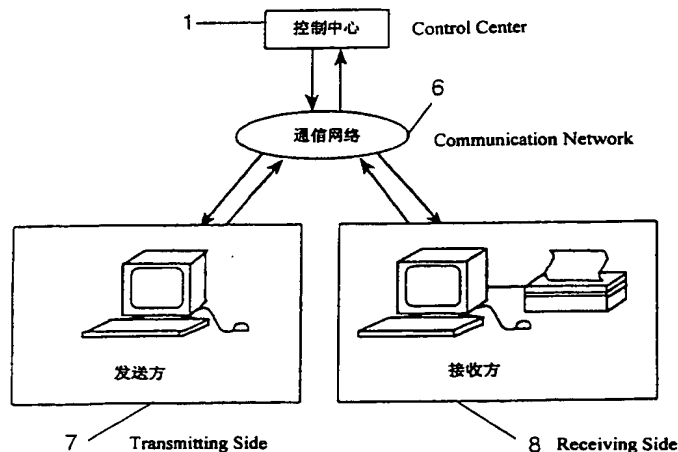 1 控制中心 Control Center
6
通信网络 Communication Network
发送方
接收方
7 Transmitting Side
8 Receiving Side